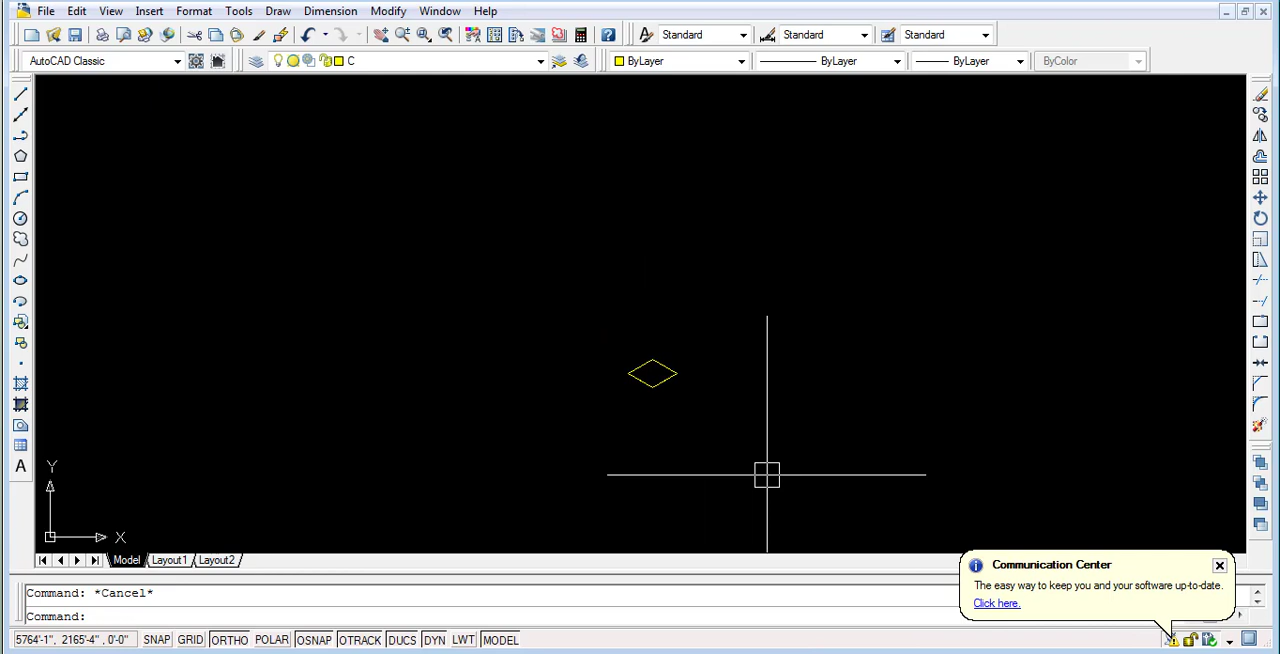 File Edit View Insert Format Tools Draw Dimension Modify Window Help
Standard Standard Standard
AutoCAD Classic C ByLayer ByLayer ByLayer ByColor
A
Y
X
Model Layout1 Layout2
Command: *Cancel*
Command:
Communication Center
The easy way to keep you and your software up-to-date.
Click here.
5764'-1", 2165'-4" , 0'-0" SNAP GRID ORTHO POLAR OSNAP OTRACK DUCS DYN LWT MODEL